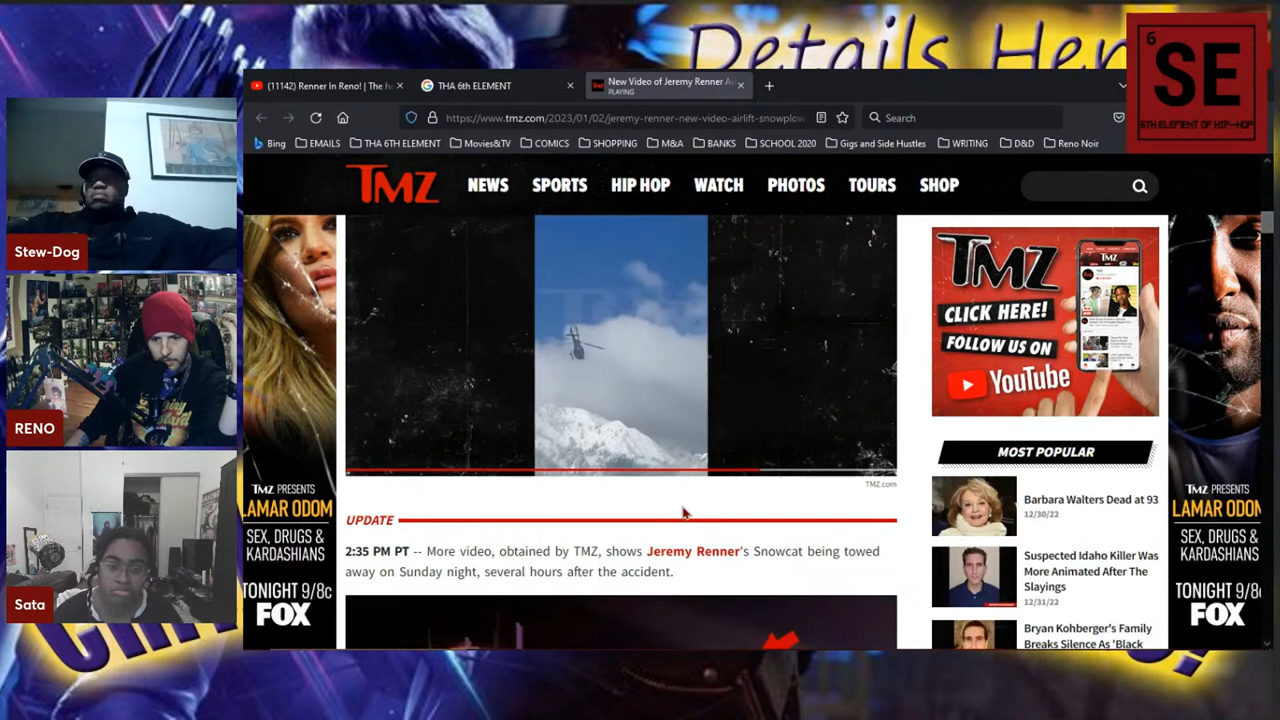 Details Her
6
SE
6TH ELEMENT OF HIP-HOP
(11142) Renner In Reno! | The h
THA 6th ELEMENT
New Video of Jeremy Renner A
PLAYING
https://www.tmz.com/2023/01/02/jeremy-renner-new-video-airlift-snowplow
Search
Bing
EMAILS
THA 6TH ELEMENT
Movies&TV
COMICS
SHOPPING
M&A
BANKS
SCHOOL 2020
Gigs and Side Hustles
WRITING
D&D
Reno Noir
TMZ
NEWS
SPORTS
HIP HOP
WATCH
PHOTOS
TOURS
SHOP
Stew-Dog
RENO
Sata
TMZ
CLICK HERE!
FOLLOW US ON
YouTube
TMZ.com
UPDATE
2:35 PM PT -- More video, obtained by TMZ, shows Jeremy Renner's Snowcat being towed
away on Sunday night, several hours after the accident.
MOST POPULAR
Barbara Walters Dead at 93
12/30/22
Suspected Idaho Killer Was
More Animated After The
Slayings
12/31/22
Bryan Kohberger's Family
Breaks Silence As 'Black
TMZ PRESENTS
LAMAR ODOM
SEX, DRUGS &
KARDASHIANS
TONIGHT 9/8c
FOX
TMZ PRESENTS
LAMAR ODOM
SEX, DRUGS &
KARDASHIANS
TONIGHT 9/8
FOX